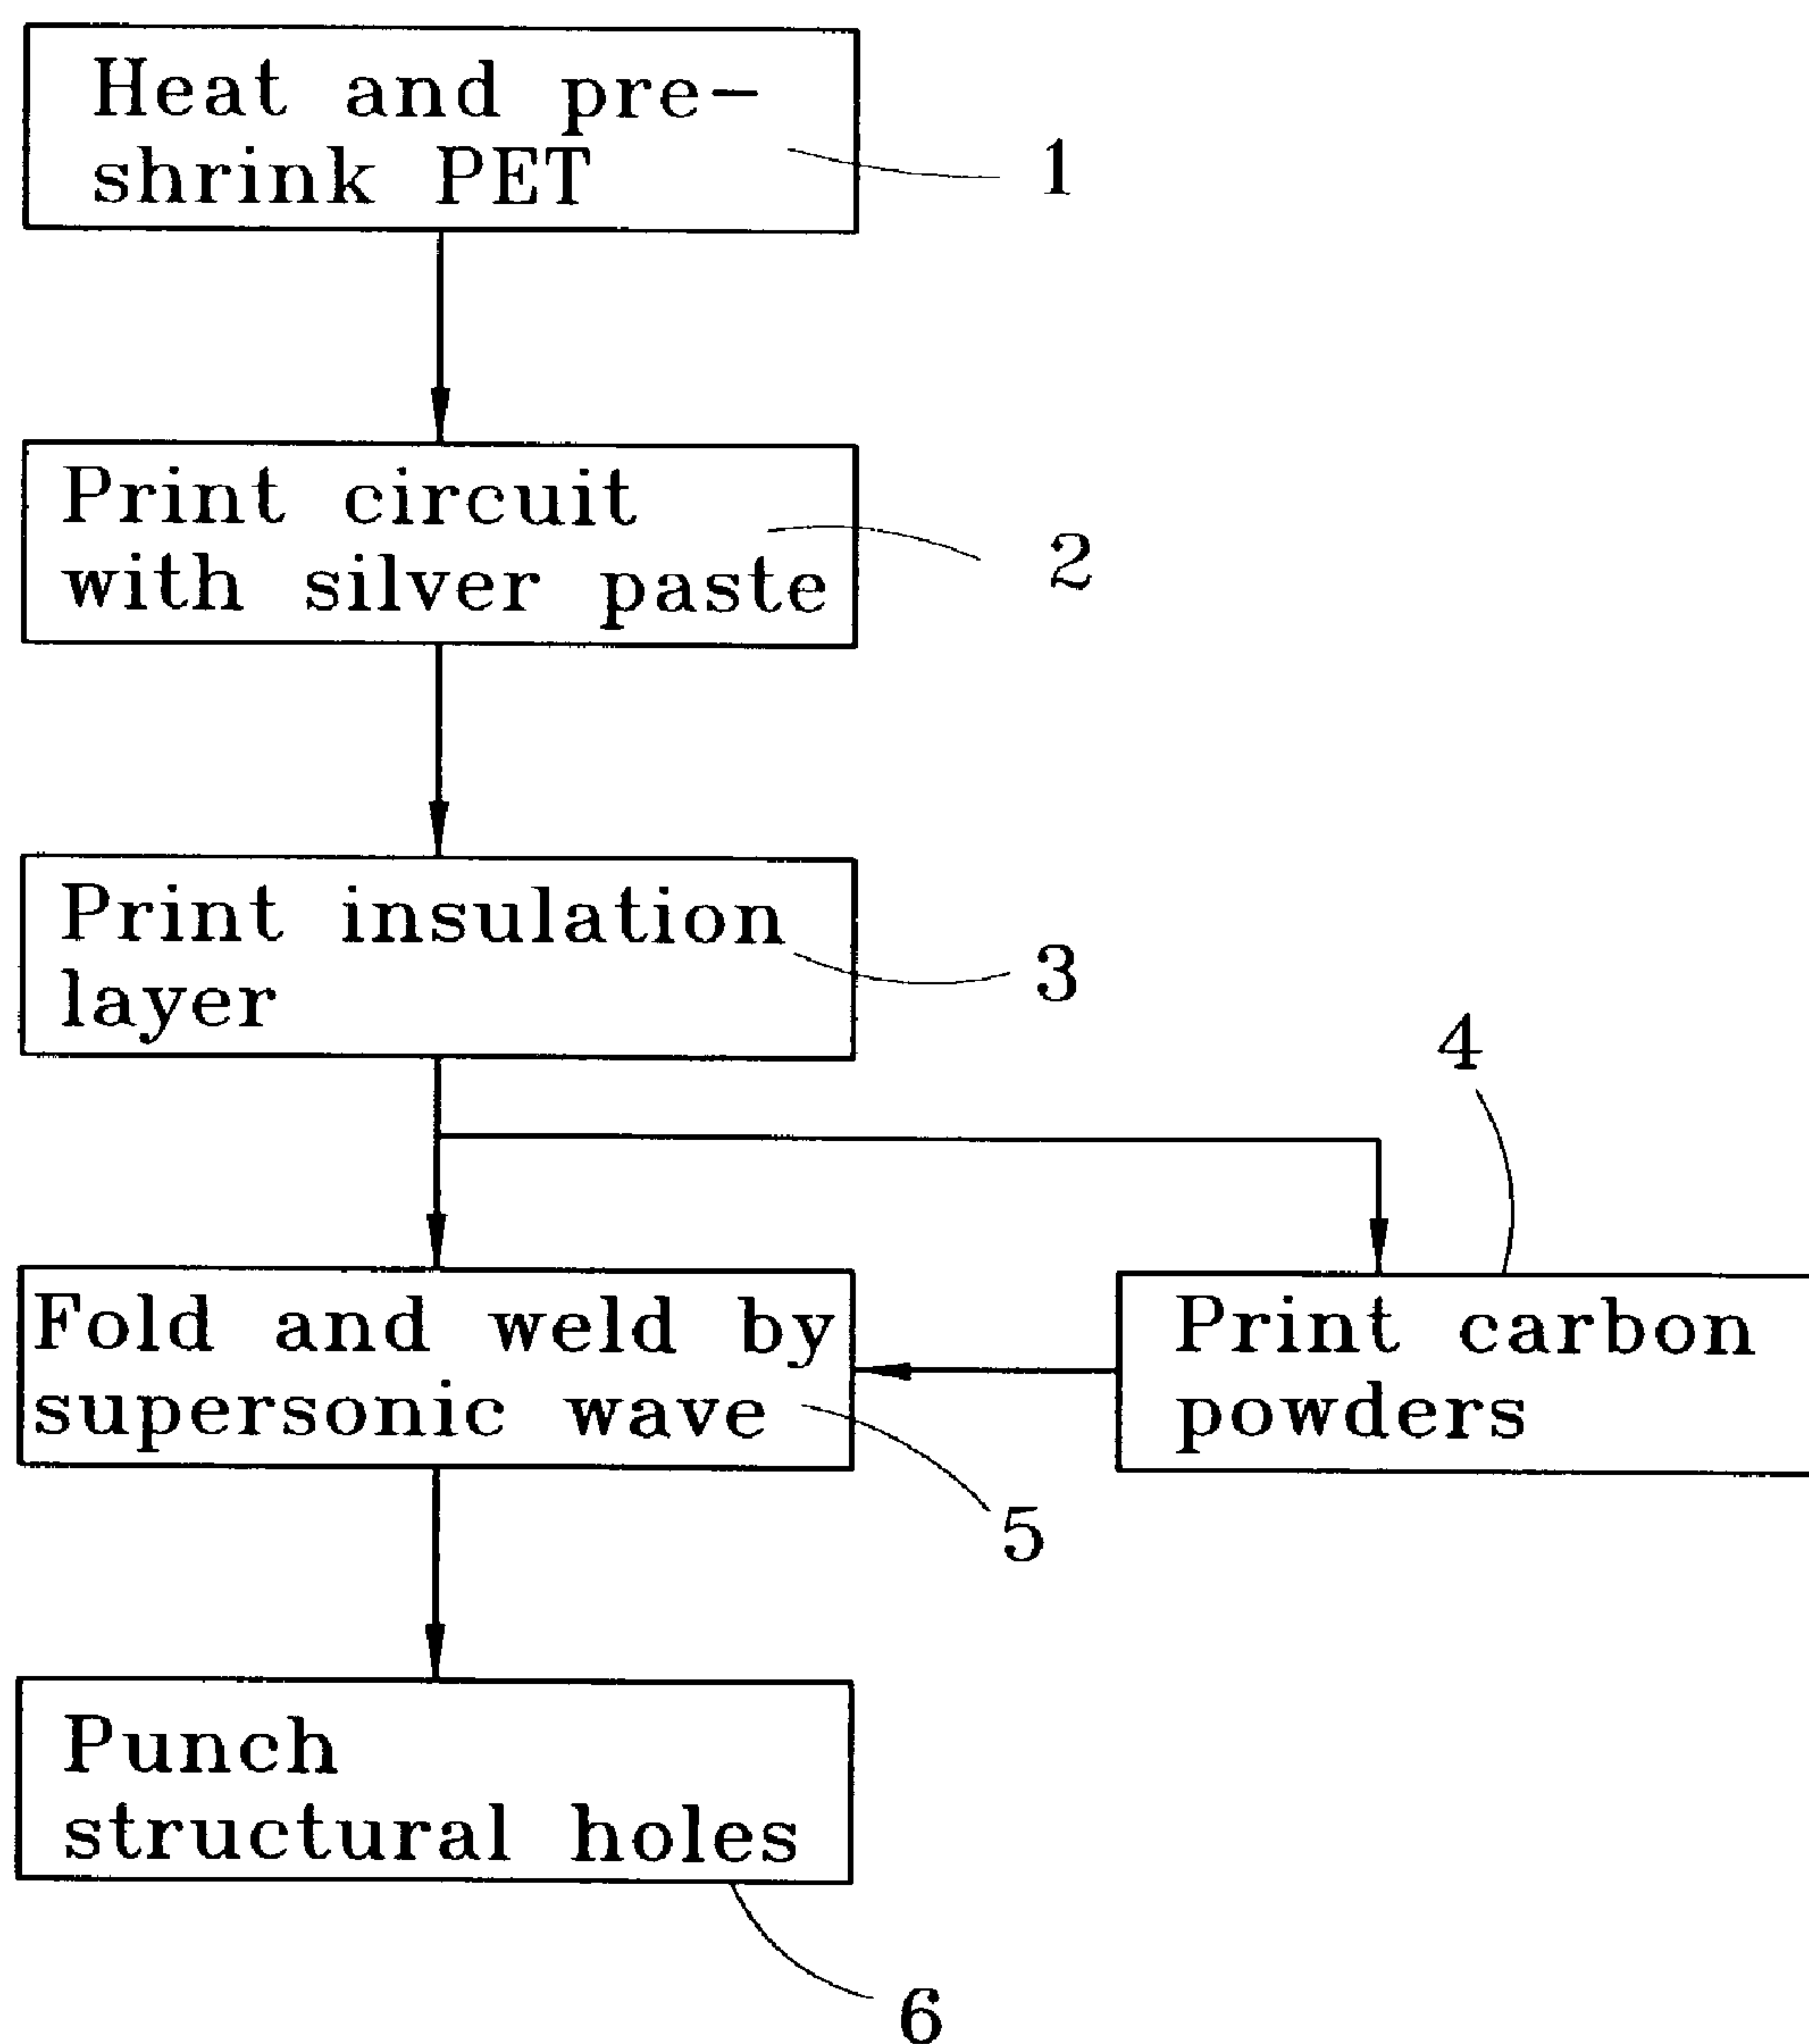 Heat and pre-
shrink PET
1
Print circuit
with silver paste
2
Print insulation
layer
3
4
Fold and weld by
supersonic wave
5
Print carbon
powders
Punch
structural holes
6